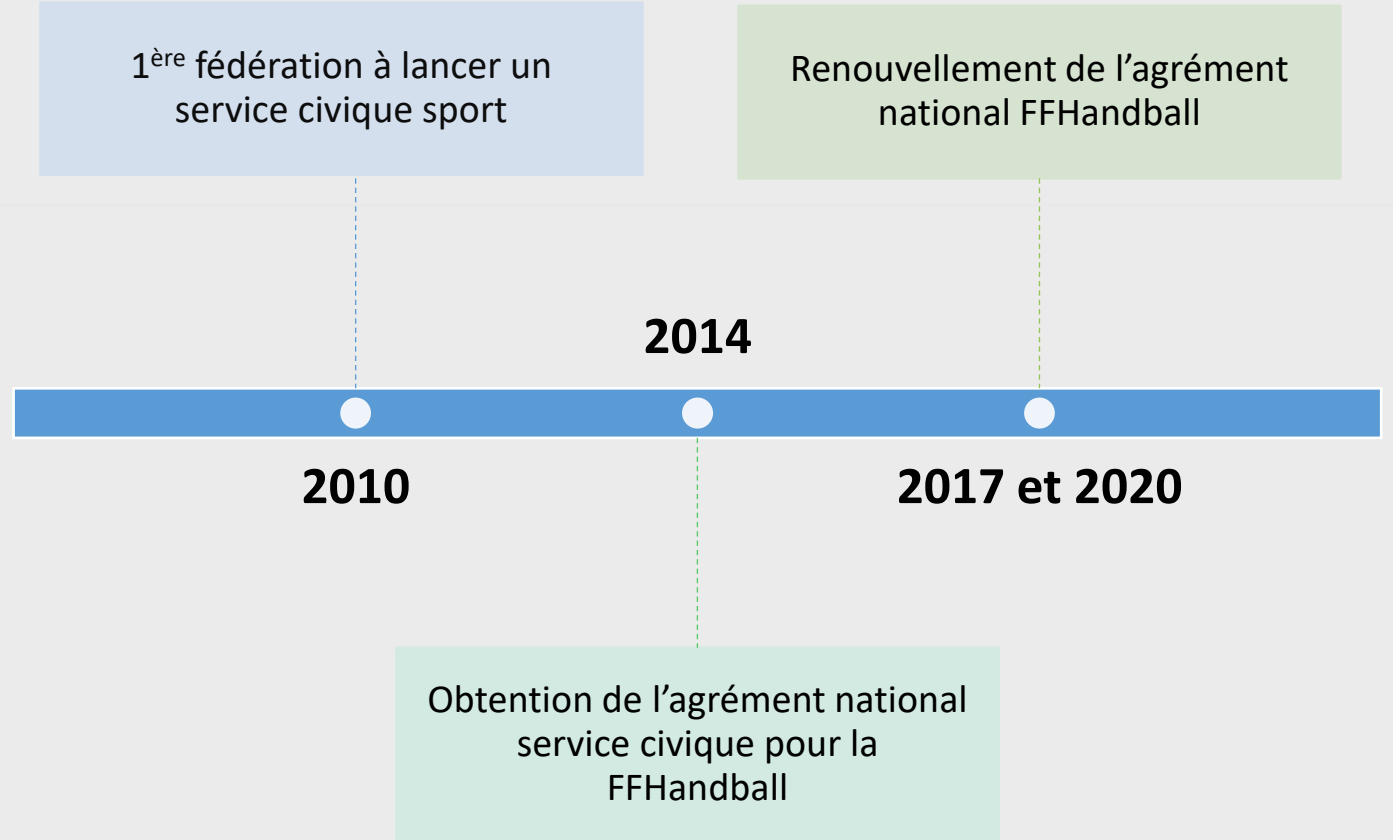 1ère fédération à lancer un
service civique sport
Renouvellement de l’agrément
national FFHandball
2014
2010
2017 et 2020
Obtention de l’agrément national
service civique pour la
FFHandball